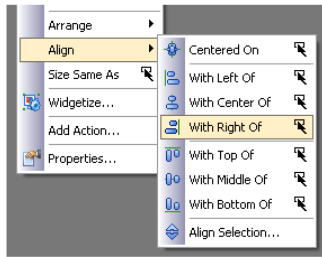 Arrange
Align
Size Same As
Widgetize...
Add Action...
Properties...
Centered On
With Left Of
With Center Of
With Right Of
With Top Of
With Middle Of
With Bottom Of
Align Selection...